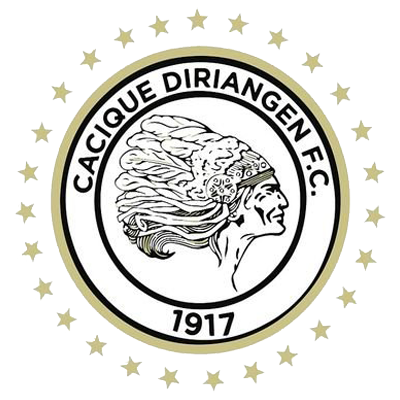 CACIQUE DIRIANGEN F.C.
1917